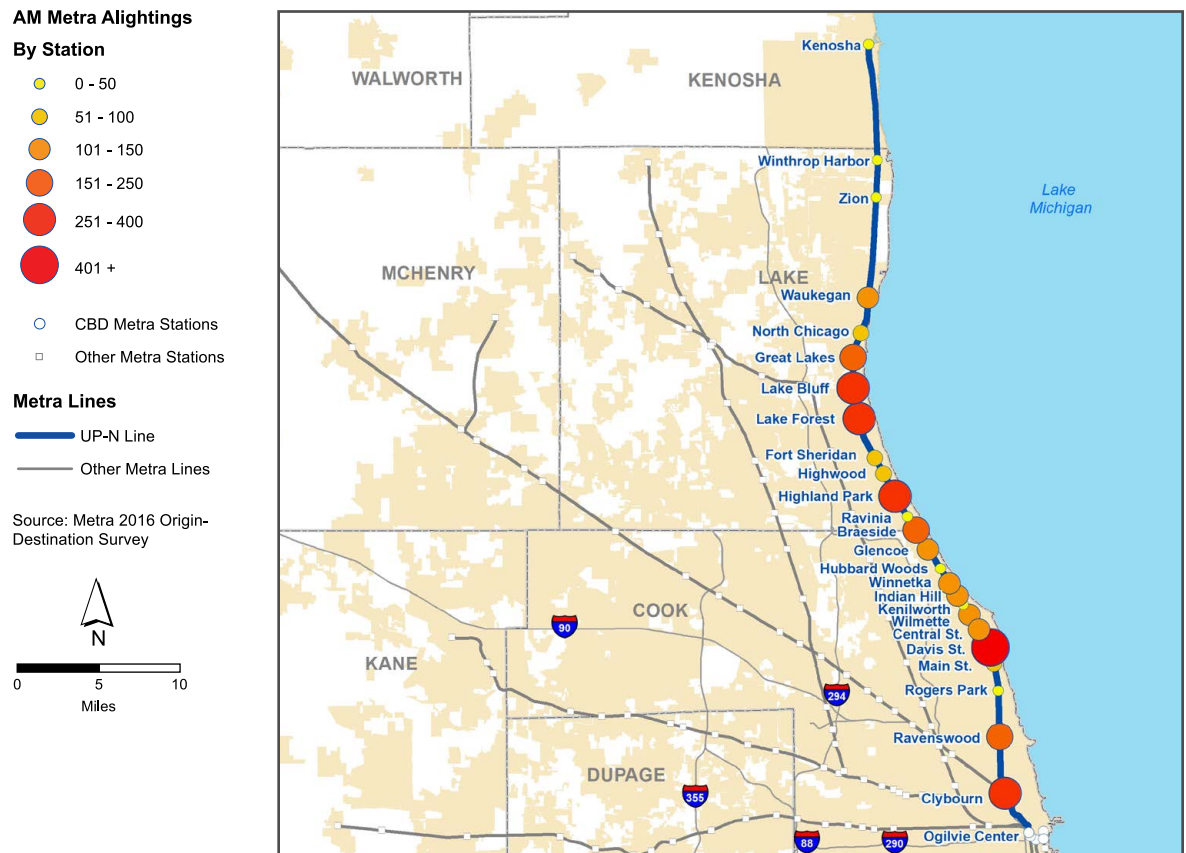 AM Metra Alightings
By Station
0 - 50
51 - 100
101 - 150
151 - 250
251 - 400
401 +
CBD Metra Stations
Other Metra Stations
Metra Lines
UP-N Line
Other Metra Lines
Source: Metra 2016 Origin-
Destination Survey
N
0 5 10
Miles
Kenosha
WALWORTH
KENOSHA
Winthrop Harbor
Zion
Lake
Michigan
MCHENRY
LAKE
Waukegan
North Chicago
Great Lakes
Lake Bluff
Lake Forest
Fort Sheridan
Highwood
Highland Park
Ravinia
Braeside
Glencoe
Hubbard Woods
Winnetka
Indian Hill
Kenilworth
Wilmette
Central St.
Davis St.
Main St.
COOK
90
KANE
Rogers Park
294
Ravenswood
DUPAGE
355
Clybourn
Ogilvie Center
88
290